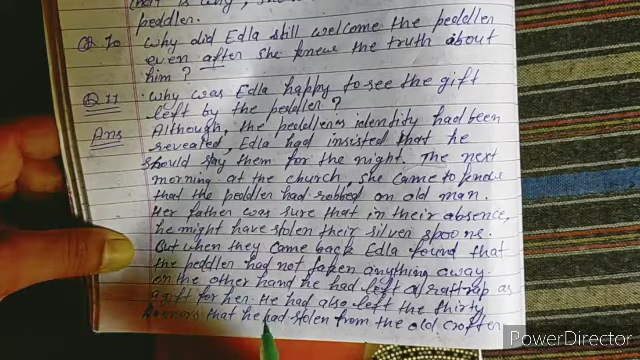 that is why, she
peddler.
Q 10 Why did Edla still welcome the peddler
even after she knew the truth about
him ?
Q 11 Why was Edla happy to see the gift
left by the peddler ?
Ans Although, the peddler's identity had been
revealed, Edla had insisted that he
should stay them for the night. The next
morning at the church, she came to know
that the peddler had robbed an old man.
Her father was sure that in their absence,
he might have stolen their silver spoons.
But when they came back Edla found that
the peddler had not taken anything away.
on the other hand he had left a rattrap as
a gift for her. He had also left the thirty
that he had stolen from the old crofter
PowerDirector